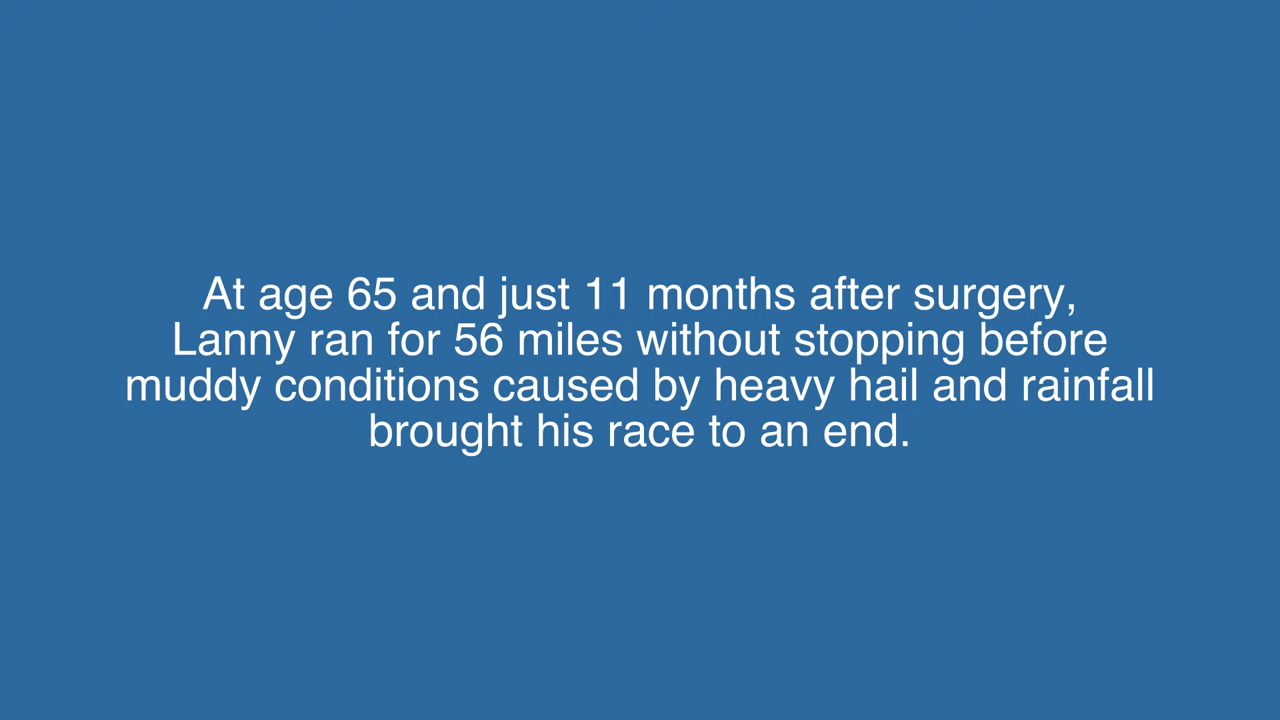 At age 65 and just 11 months after surgery,
Lanny ran for 56 miles without stopping before
muddy conditions caused by heavy hail and rainfall
brought his race to an end.